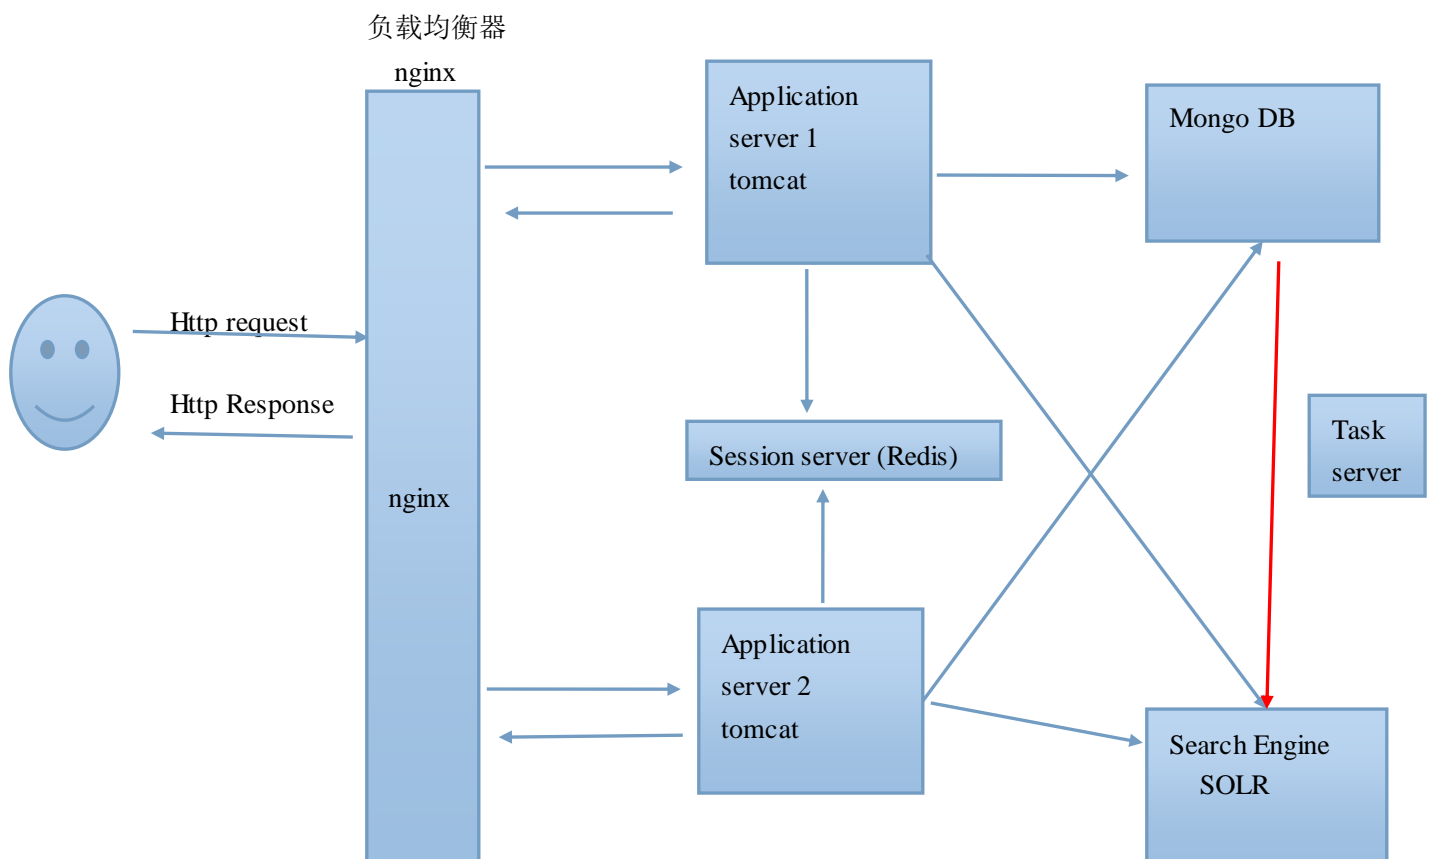 负载均衡器
nginx
Application
server 1
tomcat
Mongo DB
Http request
Http Response
nginx
Session server (Redis)
Task
server
Application
server 2
tomcat
Search Engine
SOLR